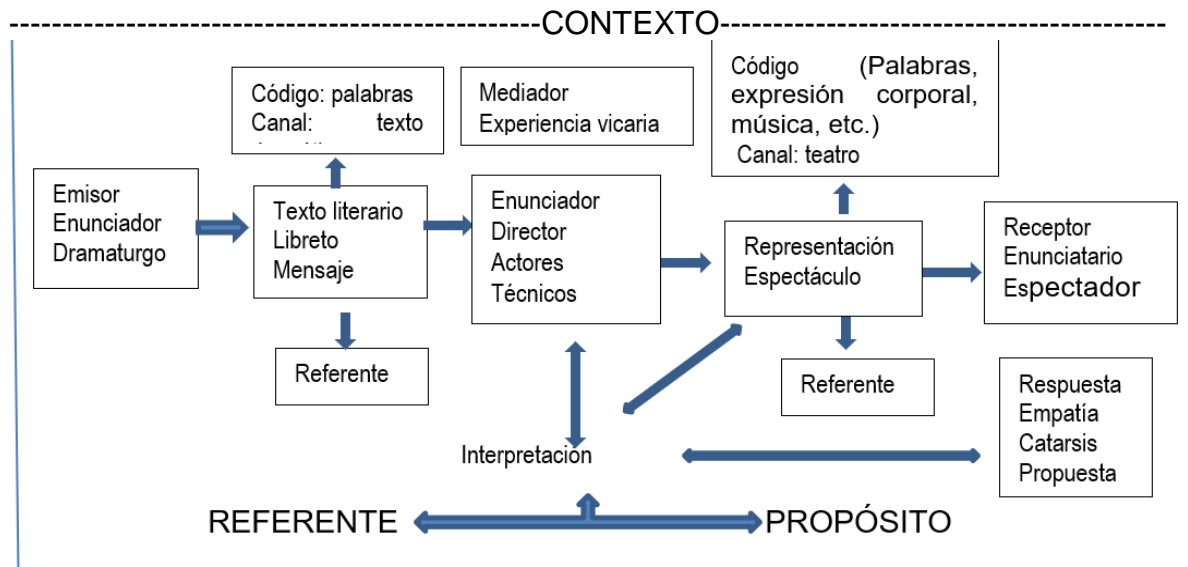 CONTEXTO
Código: palabras
Canal: texto
Mediador
Experiencia vicaria
Código (Palabras,
expresión corporal,
música, etc.)
Canal: teatro
Emisor
Enunciador
Dramaturgo
Texto literario
Libreto
Mensaje
Enunciador
Director
Actores
Técnicos
Representación
Espectáculo
Receptor
Enunciatario
Espectador
Referente
Referente
Respuesta
Empatía
Catarsis
Propuesta
Interpretación
REFERENTE
PROPÓSITO